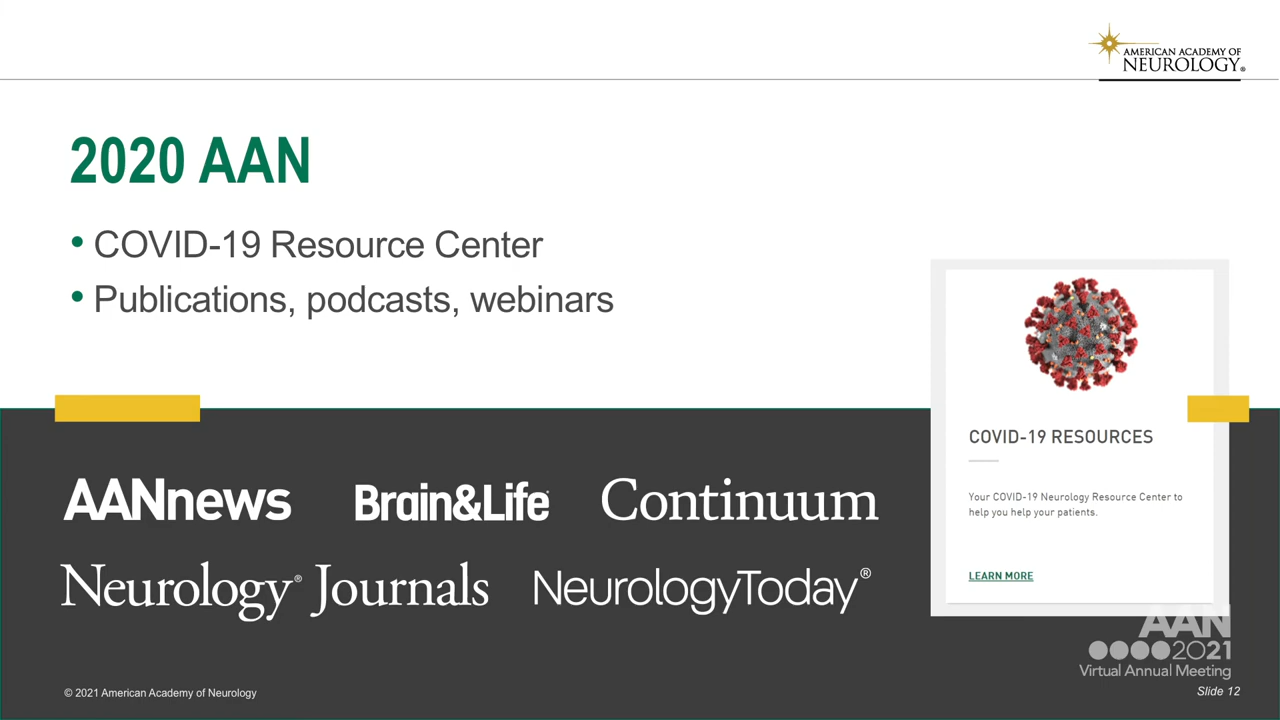 AMERICAN ACADEMY OF
NEUROLOGY®
2020 AAN
• COVID-19 Resource Center
• Publications, podcasts, webinars
COVID-19 RESOURCES
Your COVID-19 Neurology Resource Center to
help you help your patients.
LEARN MORE
AANnews
Brain&Life
Continuum
Neurology® Journals
NeurologyToday®
AAN
2021
Virtual Annual Meeting
© 2021 American Academy of Neurology
Slide 12